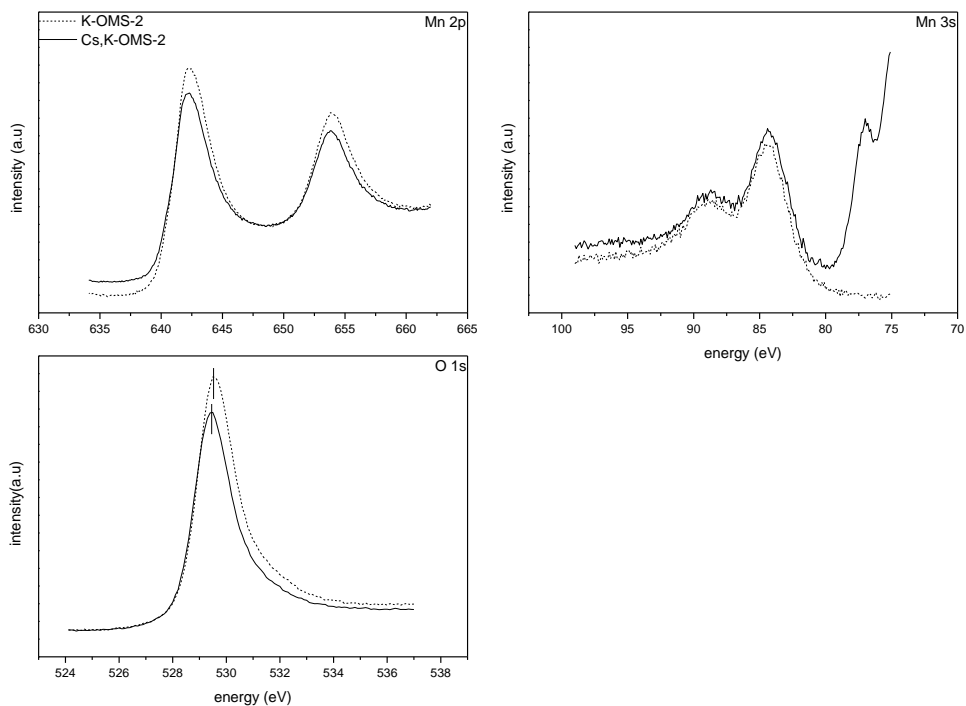 K-OMS-2
Cs,K-OMS-2
Mn 2p
intensity (a.u)
630 635 640 645 650 655 660 665
Mn 3s
intensity (a.u)
100 95 90 85 80 75 70
energy (eV)
O 1s
intensity(a.u)
524 526 528 530 532 534 536 538
energy (eV)